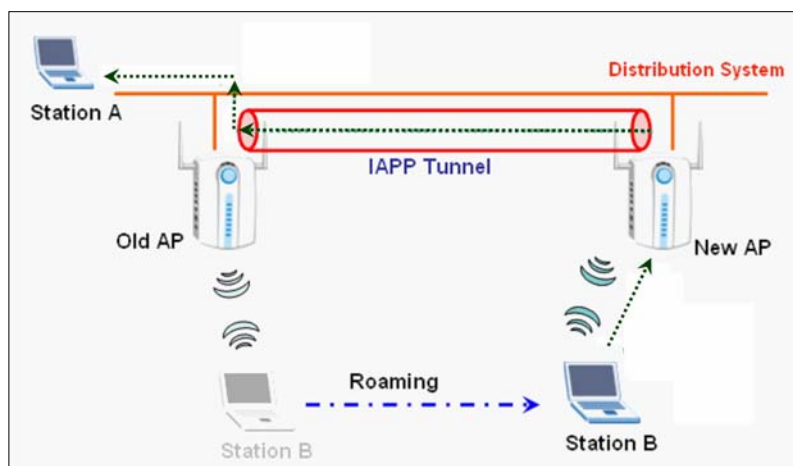 Distribution System
Station A
IAPP Tunnel
Old AP
New AP
Roaming
Station B
Station B